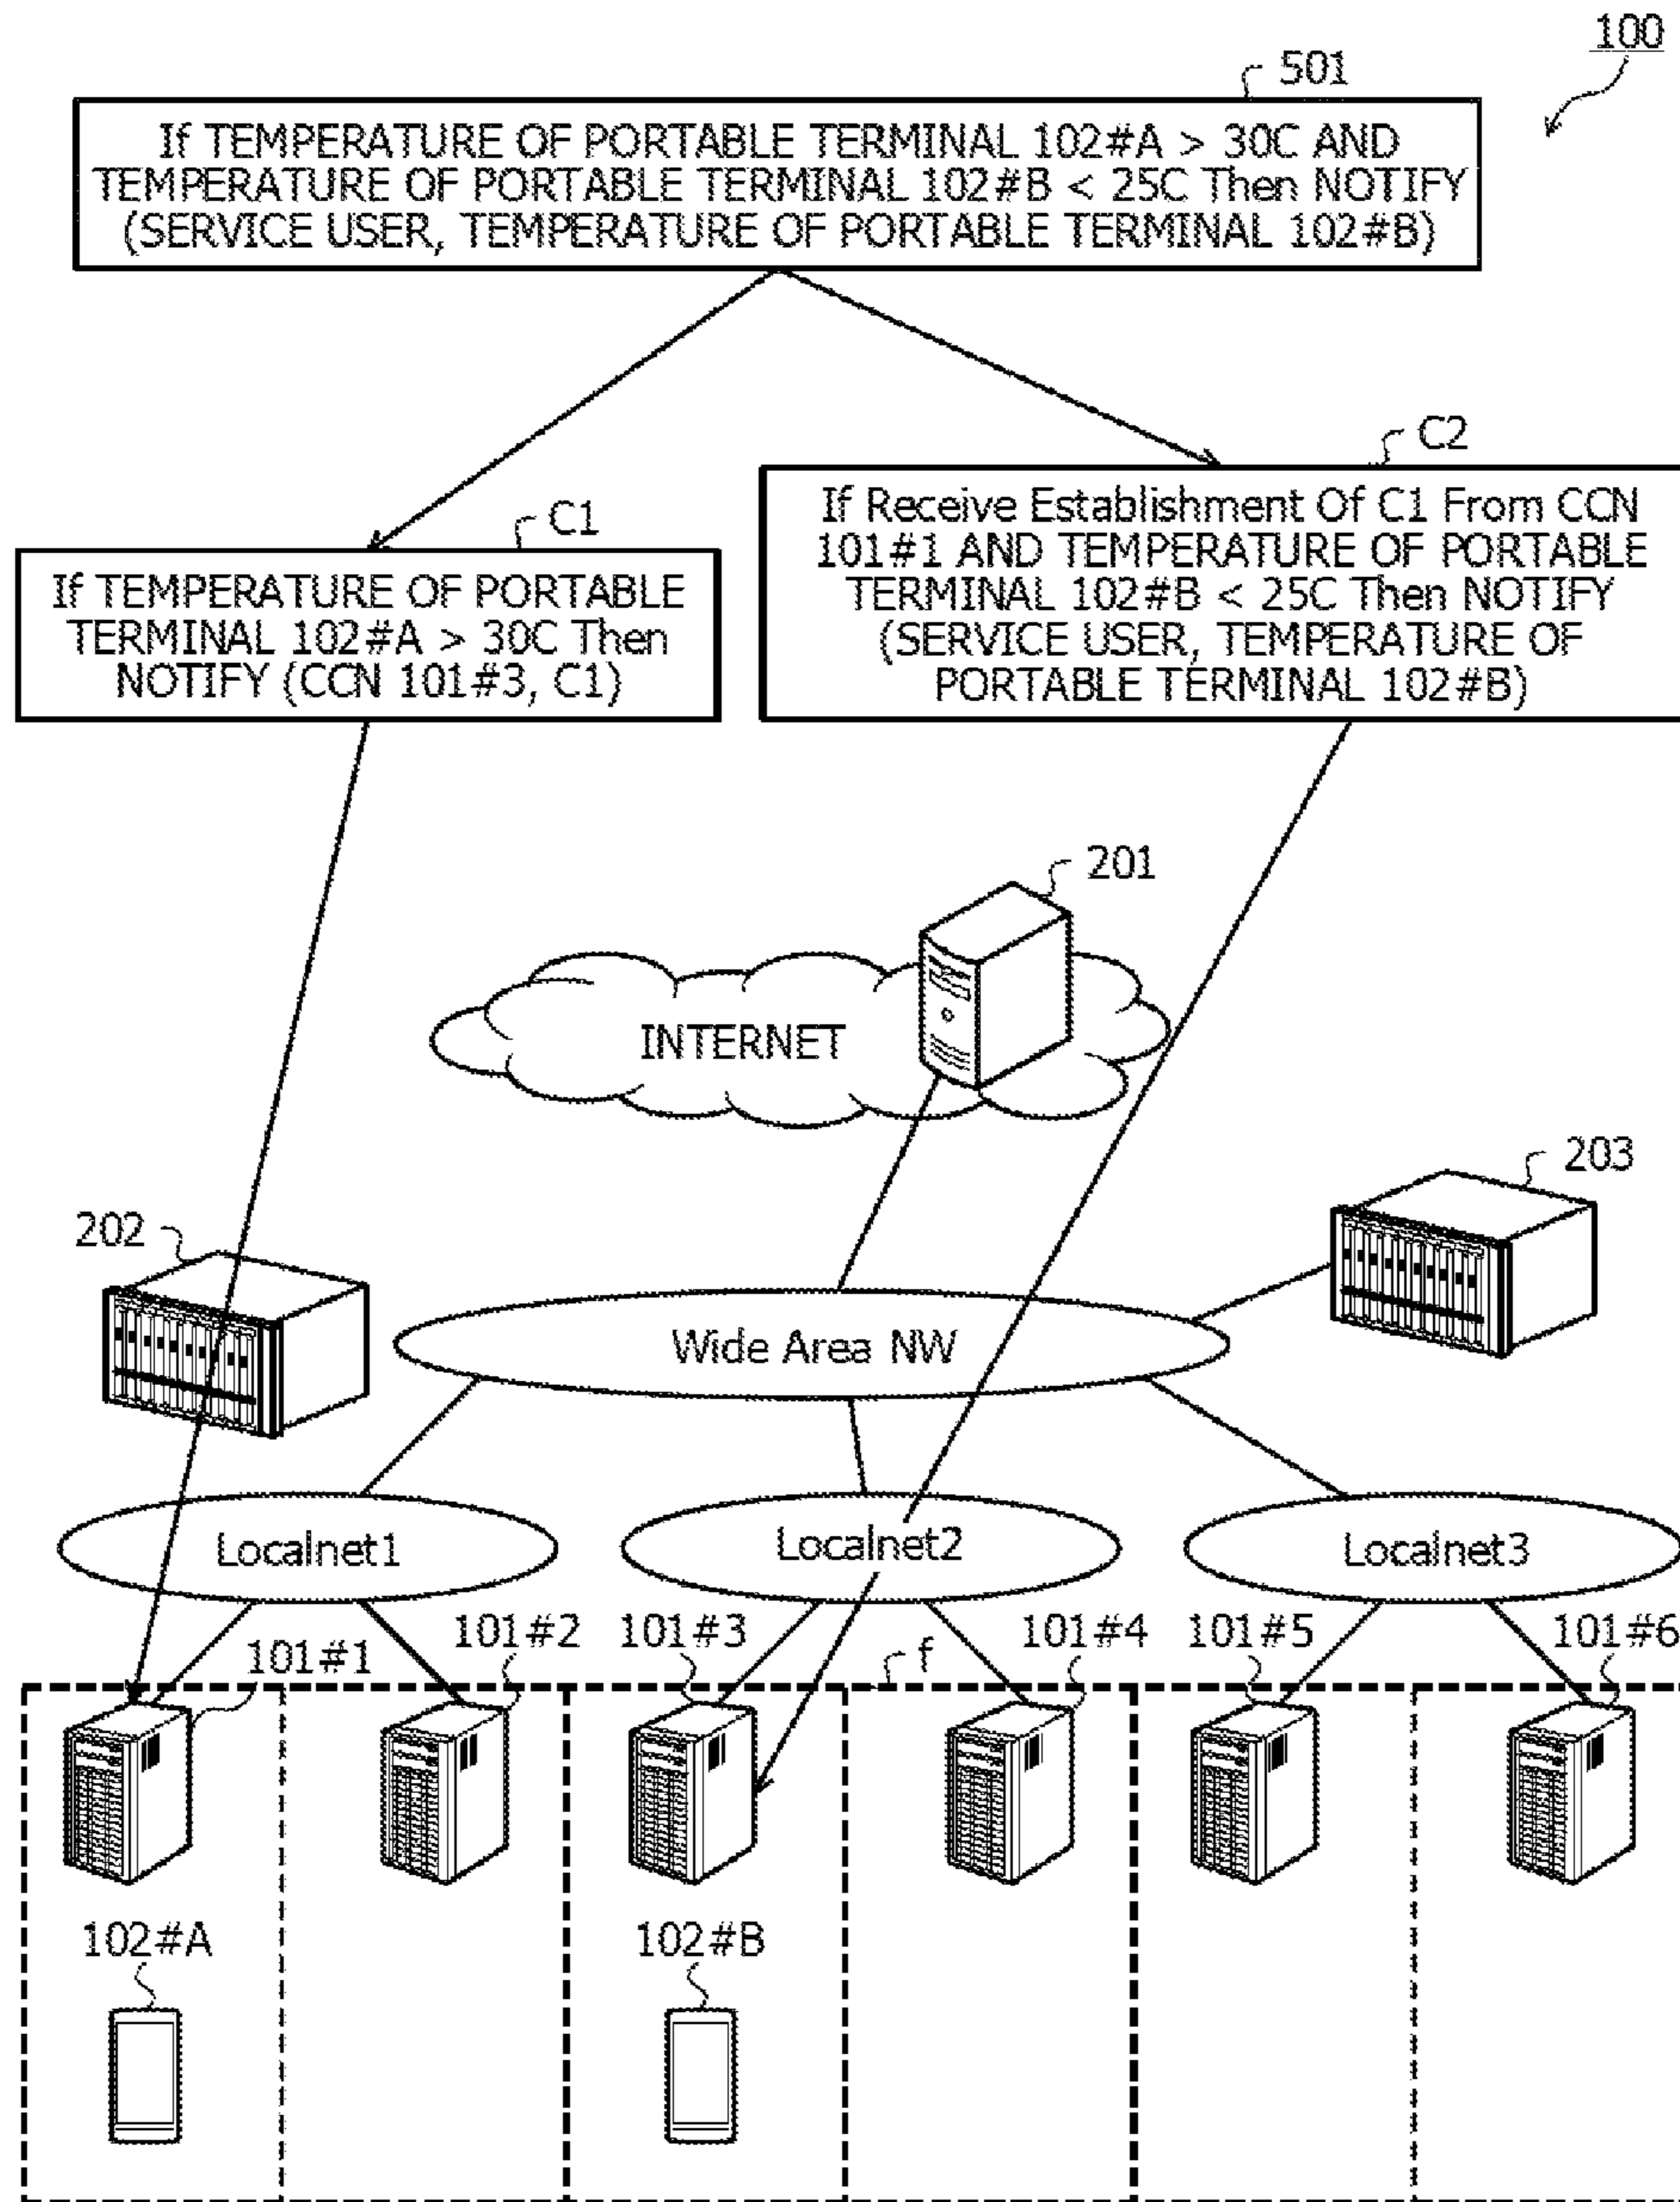 100
501
If TEMPERATURE OF PORTABLE TERMINAL 102#A > 30C AND
TEMPERATURE OF PORTABLE TERMINAL 102#B < 25C Then NOTIFY
(SERVICE USER, TEMPERATURE OF PORTABLE TERMINAL 102#B)
C2
If Receive Establishment Of C1 From CCN
101#1 AND TEMPERATURE OF PORTABLE
TERMINAL 102#B < 25C Then NOTIFY
(SERVICE USER, TEMPERATURE OF
PORTABLE TERMINAL 102#B)
C1
If TEMPERATURE OF PORTABLE
TERMINAL 102#A > 30C Then
NOTIFY (CCN 101#3, C1)
201
INTERNET
203
202
Wide Area NW
Localnet1
Localnet2
Localnet3
101#1
101#2
101#3
f
101#4
101#5
101#6
102#A
102#B